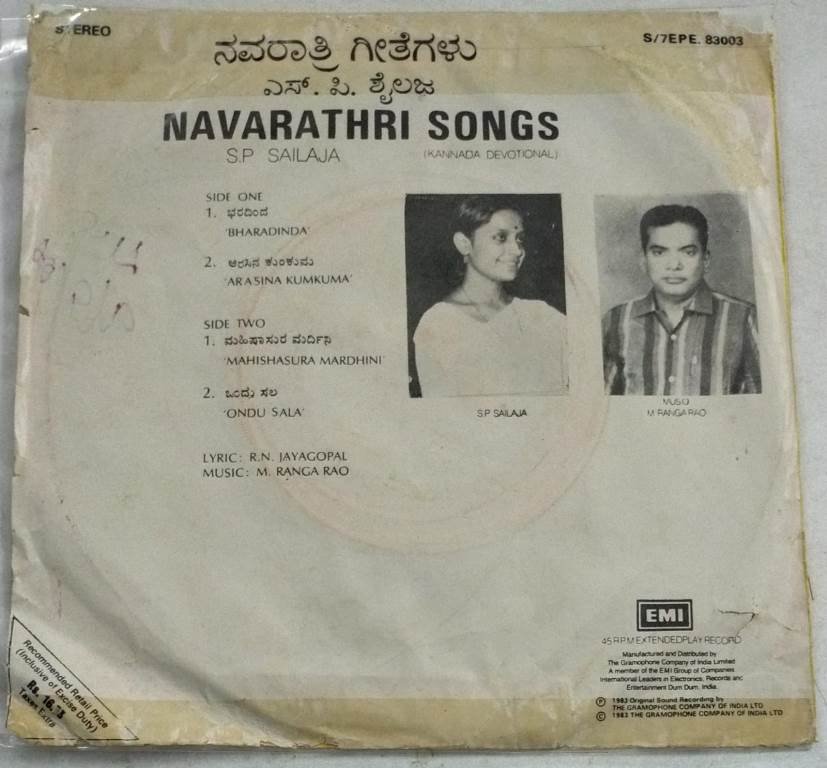 STEREO
S/7EPE. 83003
ನವರಾತ್ರಿ ಗೀತೆಗಳು
ಎಸ್. ಪಿ. ಶೈಲಜ
NAVARATHRI SONGS
S.P SAILAJA
(KANNADA DEVOTIONAL)
SIDE ONE
1. ಭರದಿಂದ
'BHARADINDA'
2. ಅರಸಿನ ಕುಂಕುಮ
'ARASINA KUMKUMA'
SIDE TWO
1. ಮಹಿಷಾಸುರ ಮರ್ದಿನಿ
'MAHISHASURA MARDHINI'
2. ಒಂದು ಸಲ
'ONDU SALA'
S.P SAILAJA
MUSIC
M RANGA RAO
LYRIC: R.N. JAYAGOPAL
MUSIC: M. RANGA RAO
EMI
45 R.P.M EXTENDED PLAY RECORD
Manufactured and Distributed by
The Gramophone Company of India Limited
A member of the EMI Group of Companies
International Leaders in Electronics, Records and
Entertainment Dum Dum. India.
℗ 1983 Original Sound Recording by
THE GRAMOPHONE COMPANY OF INDIA LTD
© 1983 THE GRAMOPHONE COMPANY OF INDIA LTD
Recommended Retail Price
(Inclusive of Excise Duty)
Rs. 16.
Taxes Extra